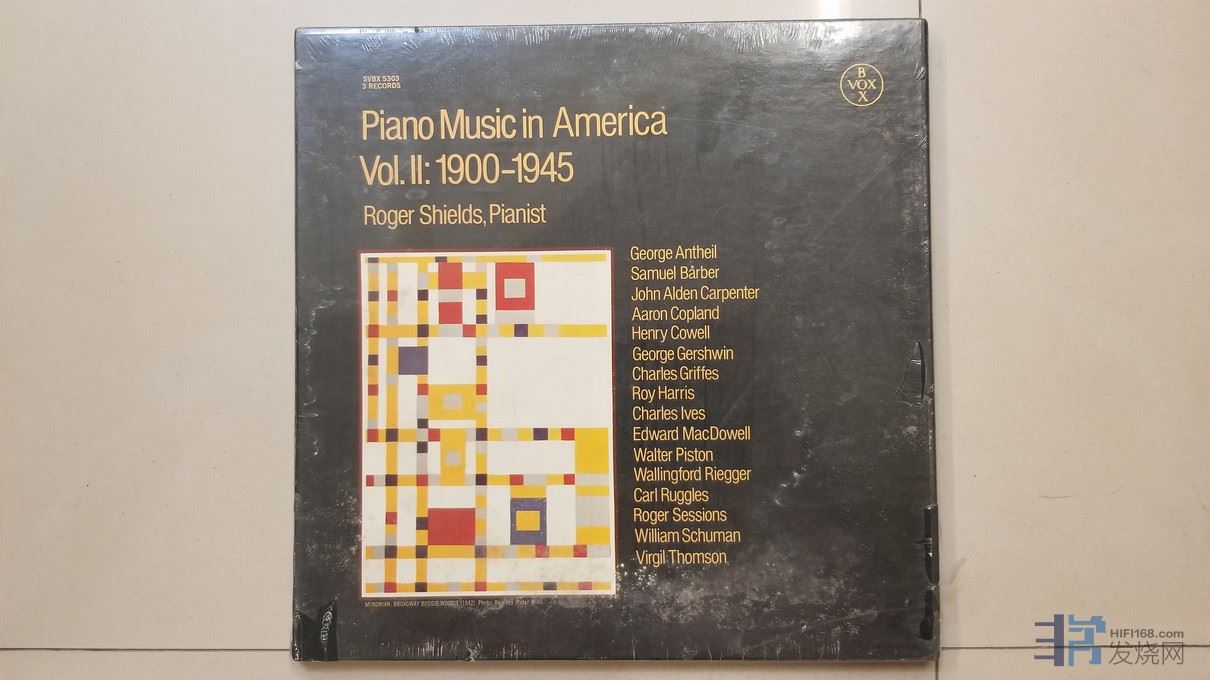 SVBX 5303
3 RECORDS
VOX
BOX
Piano Music in America
Vol. II: 1900-1945
Roger Shields, Pianist
George Antheil
Samuel Barber
John Alden Carpenter
Aaron Copland
Henry Cowell
George Gershwin
Charles Griffes
Roy Harris
Charles Ives
Edward MacDowell
Walter Piston
Wallingford Riegger
Carl Ruggles
Roger Sessions
William Schuman
Virgil Thomson
MONDRIAN: BROADWAY BOOGIE WOOGIE (1942). Photo:
HIFI168.com
发烧网